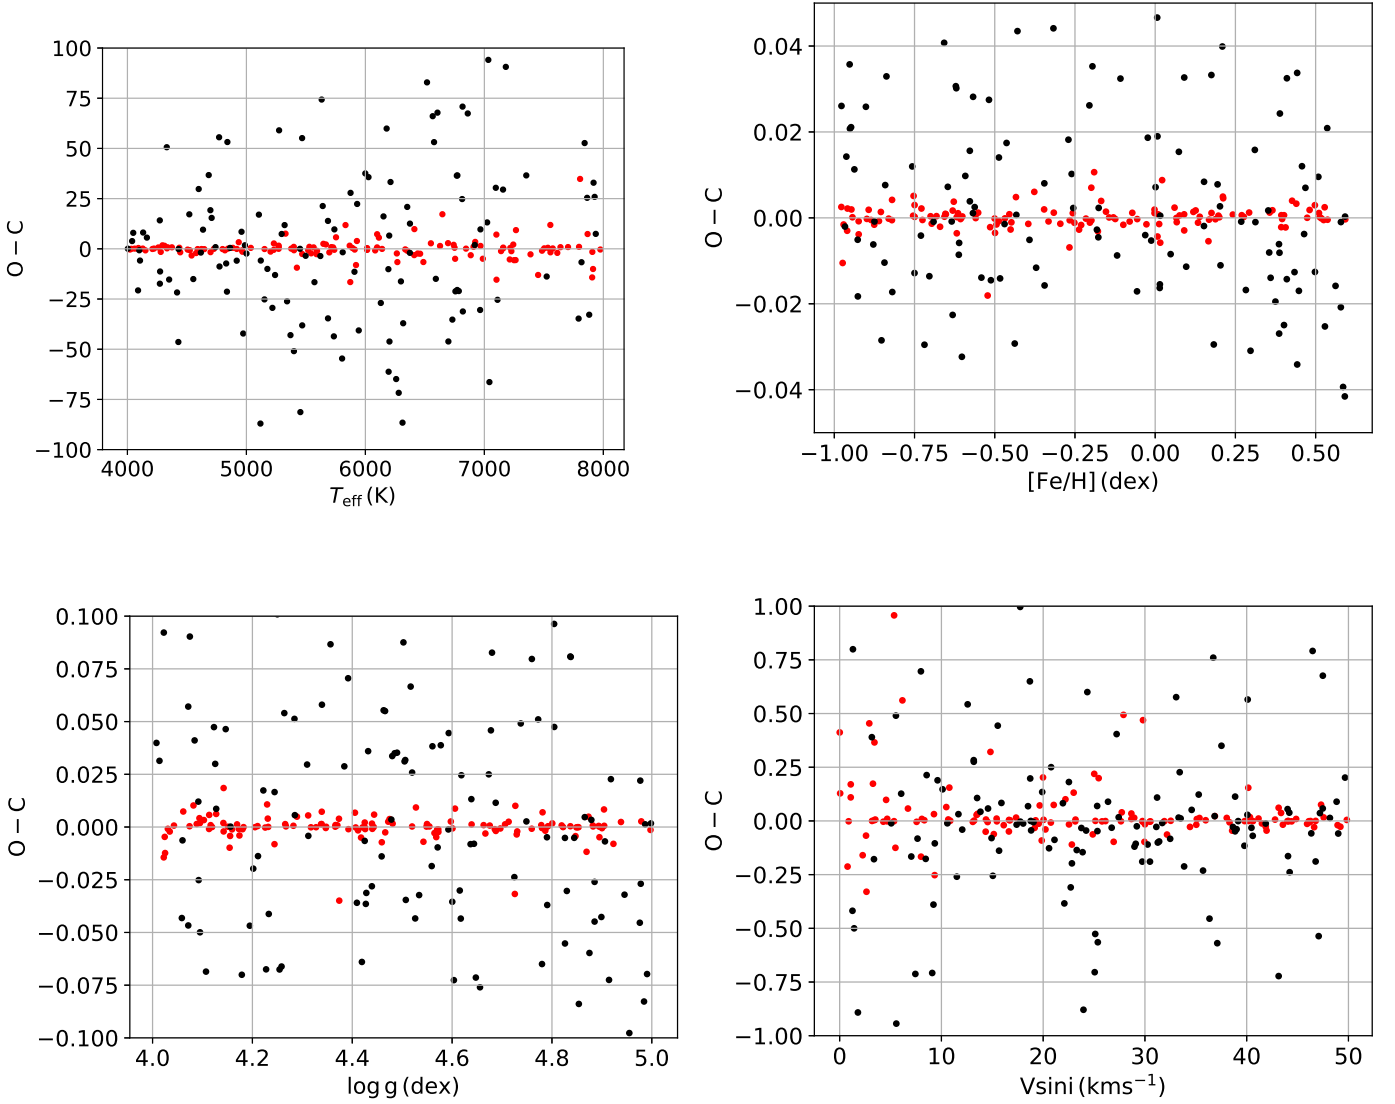 100
75
50
25
0
−25
−50
−75
−100
O − C
4000 5000 6000 7000 8000
T_eff (K)
0.04
0.02
0.00
−0.02
−0.04
O − C
−1.00 −0.75 −0.50 −0.25 0.00 0.25 0.50
[Fe/H] (dex)
0.100
0.075
0.050
0.025
0.000
−0.025
−0.050
−0.075
−0.100
O − C
4.0 4.2 4.4 4.6 4.8 5.0
log g (dex)
1.00
0.75
0.50
0.25
0.00
−0.25
−0.50
−0.75
−1.00
O − C
0 10 20 30 40 50
Vsini (kms⁻¹)